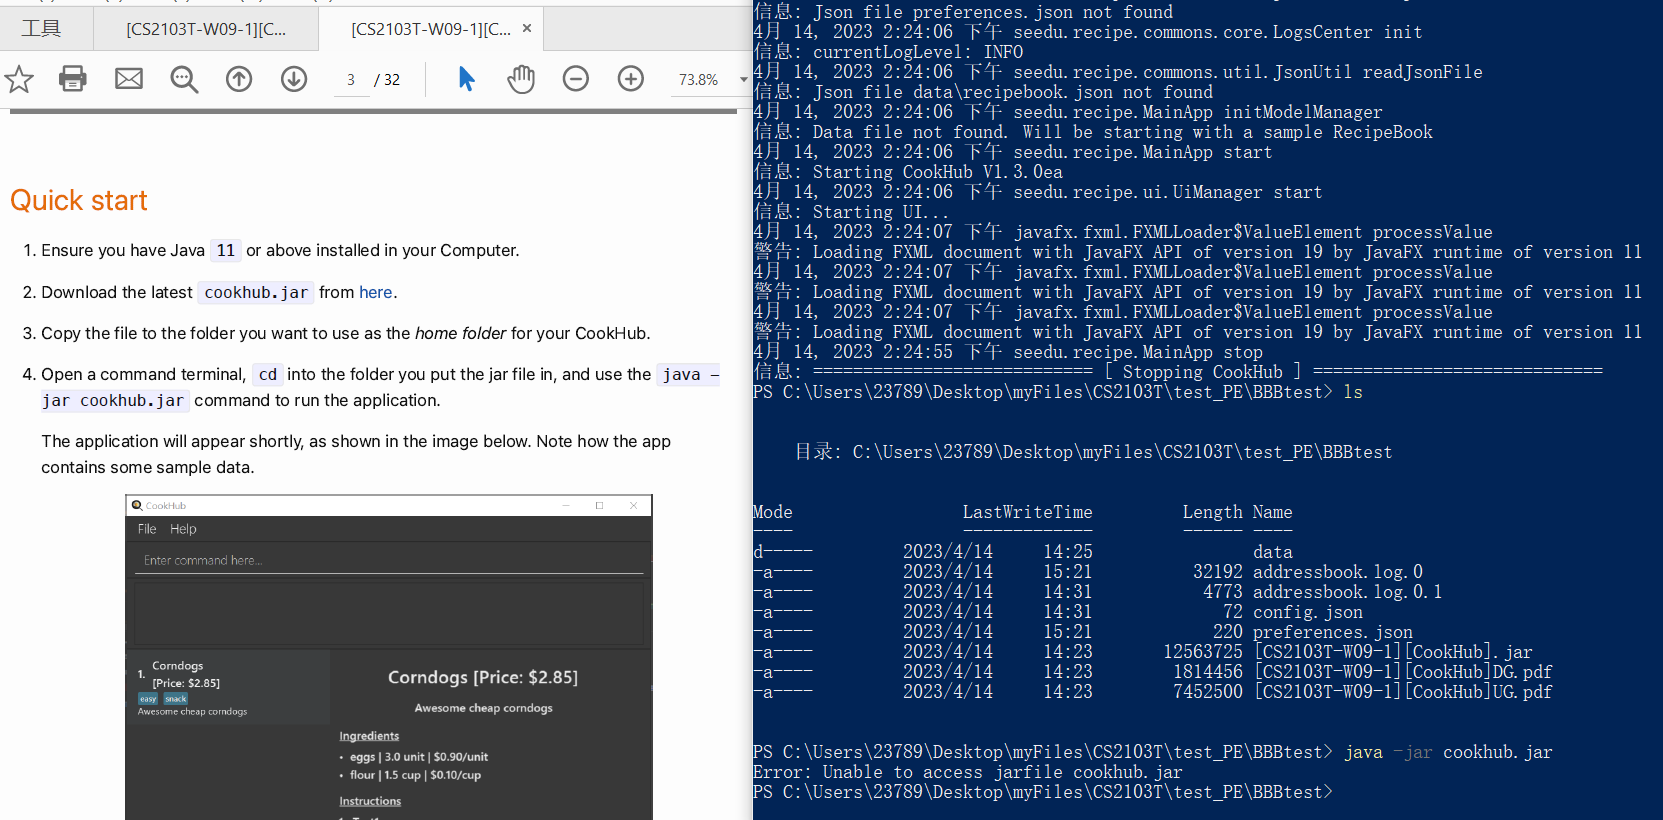 工具
[CS2103T-W09-1][C...
[CS2103T-W09-1][C... ×
3 / 32
73.8%
Quick start
1. Ensure you have Java 11 or above installed in your Computer.
2. Download the latest cookhub.jar from here.
3. Copy the file to the folder you want to use as the home folder for your CookHub.
4. Open a command terminal, cd into the folder you put the jar file in, and use the java –
jar cookhub.jar command to run the application.
The application will appear shortly, as shown in the image below. Note how the app
contains some sample data.
CookHub
File Help
Enter command here...
1. Corndogs
[Price: $2.85]
easy snack
Awesome cheap corndogs
Corndogs [Price: $2.85]
Awesome cheap corndogs
Ingredients
• eggs | 3.0 unit | $0.90/unit
• flour | 1.5 cup | $0.10/cup
Instructions
信息: Json file preferences.json not found
4月 14, 2023 2:24:06 下午 seedu.recipe.commons.core.LogsCenter init
信息: currentLogLevel: INFO
4月 14, 2023 2:24:06 下午 seedu.recipe.commons.util.JsonUtil readJsonFile
信息: Json file data\recipebook.json not found
4月 14, 2023 2:24:06 下午 seedu.recipe.MainApp initModelManager
信息: Data file not found. Will be starting with a sample RecipeBook
4月 14, 2023 2:24:06 下午 seedu.recipe.MainApp start
信息: Starting CookHub V1.3.0ea
4月 14, 2023 2:24:06 下午 seedu.recipe.ui.UiManager start
信息: Starting UI...
4月 14, 2023 2:24:07 下午 javafx.fxml.FXMLLoader$ValueElement processValue
警告: Loading FXML document with JavaFX API of version 19 by JavaFX runtime of version 11
4月 14, 2023 2:24:07 下午 javafx.fxml.FXMLLoader$ValueElement processValue
警告: Loading FXML document with JavaFX API of version 19 by JavaFX runtime of version 11
4月 14, 2023 2:24:07 下午 javafx.fxml.FXMLLoader$ValueElement processValue
警告: Loading FXML document with JavaFX API of version 19 by JavaFX runtime of version 11
4月 14, 2023 2:24:55 下午 seedu.recipe.MainApp stop
信息: ============================ [ Stopping CookHub ] =============================
PS C:\Users\23789\Desktop\myFiles\CS2103T\test_PE\BBBtest> ls
目录: C:\Users\23789\Desktop\myFiles\CS2103T\test_PE\BBBtest
Mode LastWriteTime Length Name
---- ------------- ------ ----
d----- 2023/4/14 14:25 data
-a---- 2023/4/14 15:21 32192 addressbook.log.0
-a---- 2023/4/14 14:31 4773 addressbook.log.0.1
-a---- 2023/4/14 14:31 72 config.json
-a---- 2023/4/14 15:21 220 preferences.json
-a---- 2023/4/14 14:23 12563725 [CS2103T-W09-1][CookHub].jar
-a---- 2023/4/14 14:23 1814456 [CS2103T-W09-1][CookHub]DG.pdf
-a---- 2023/4/14 14:23 7452500 [CS2103T-W09-1][CookHub]UG.pdf
PS C:\Users\23789\Desktop\myFiles\CS2103T\test_PE\BBBtest> java -jar cookhub.jar
Error: Unable to access jarfile cookhub.jar
PS C:\Users\23789\Desktop\myFiles\CS2103T\test_PE\BBBtest>